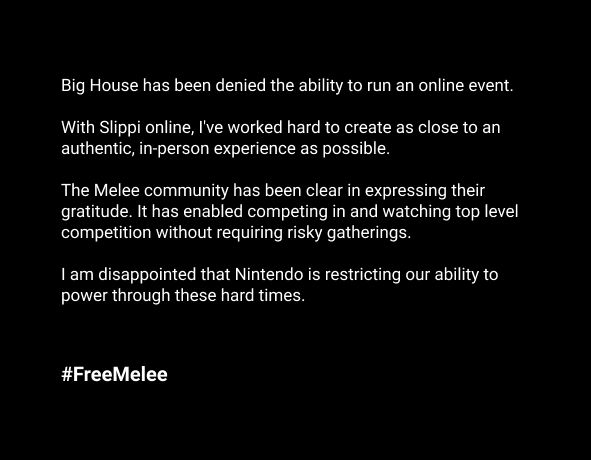 Big House has been denied the ability to run an online event.
With Slippi online, I've worked hard to create as close to an
authentic, in-person experience as possible.
The Melee community has been clear in expressing their
gratitude. It has enabled competing in and watching top level
competition without requiring risky gatherings.
I am disappointed that Nintendo is restricting our ability to
power through these hard times.
#FreeMelee